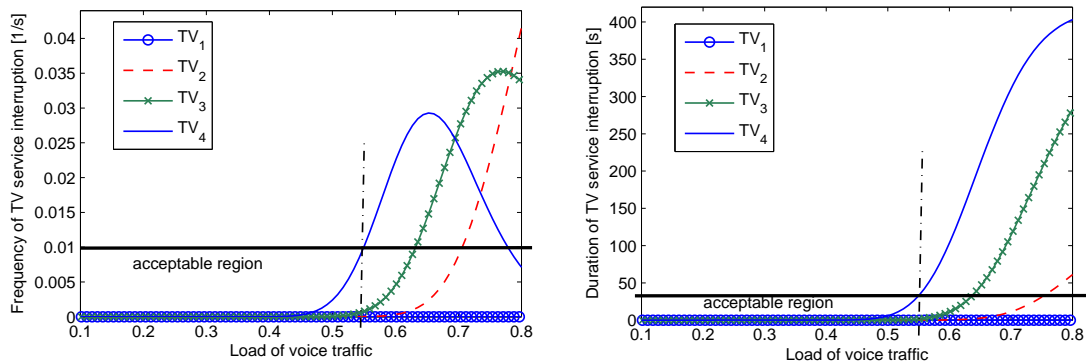 Frequency of TV service interruption [1/s]
0.04
0.035
0.03
0.025
0.02
0.015
0.01
0.005
0
TV1
TV2
TV3
TV4
acceptable region
0.1 0.2 0.3 0.4 0.5 0.6 0.7 0.8
Load of voice traffic
Duration of TV service interruption [s]
400
350
300
250
200
150
100
50
0
TV1
TV2
TV3
TV4
acceptable region
0.1 0.2 0.3 0.4 0.5 0.6 0.7 0.8
Load of voice traffic